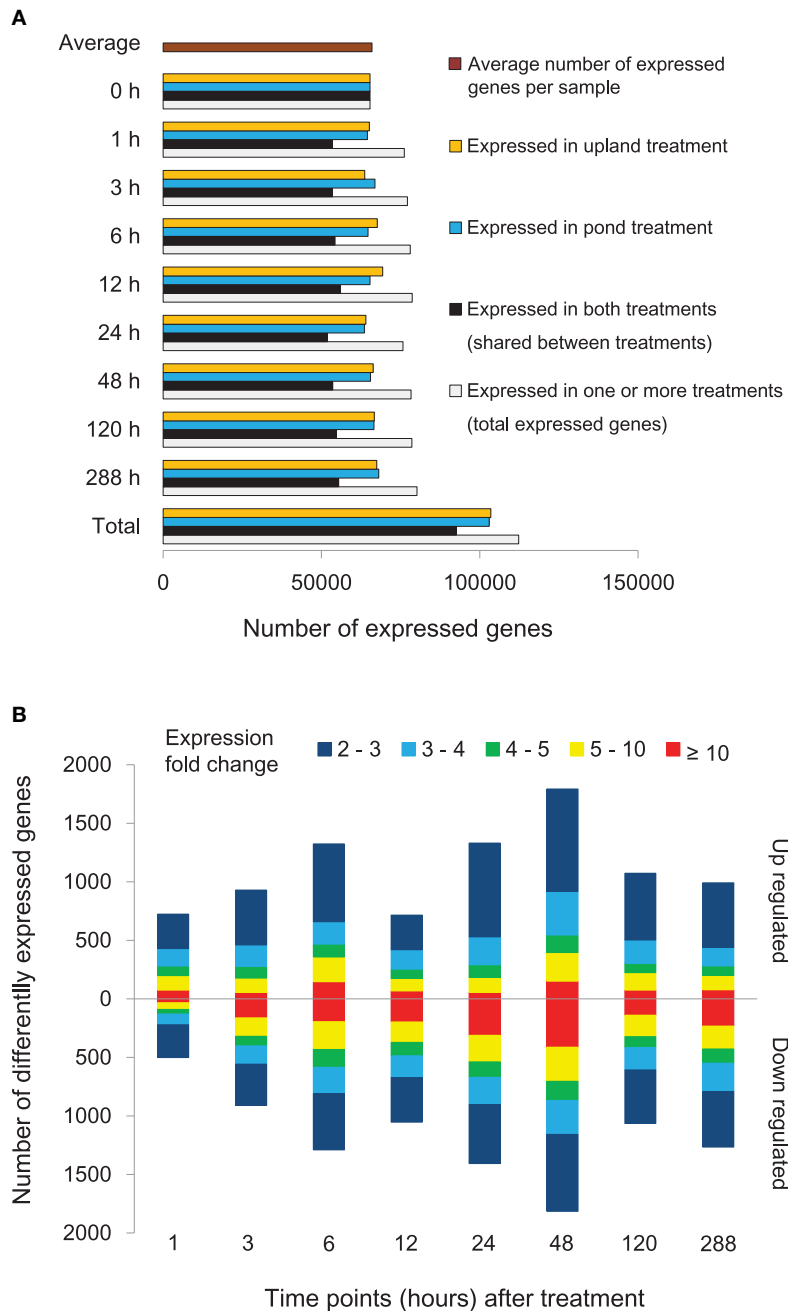 A
Average
0 h
1 h
3 h
6 h
12 h
24 h
48 h
120 h
288 h
Total
Average number of expressed
genes per sample
Expressed in upland treatment
Expressed in pond treatment
Expressed in both treatments
(shared between treatments)
Expressed in one or more treatments
(total expressed genes)
0 50000 100000 150000
Number of expressed genes
B
Expression
fold change
2 - 3 3 - 4 4 - 5 5 - 10 ≥ 10
Number of differently expressed genes
2000
1500
1000
500
0
500
1000
1500
2000
Up regulated
Down regulated
1 3 6 12 24 48 120 288
Time points (hours) after treatment